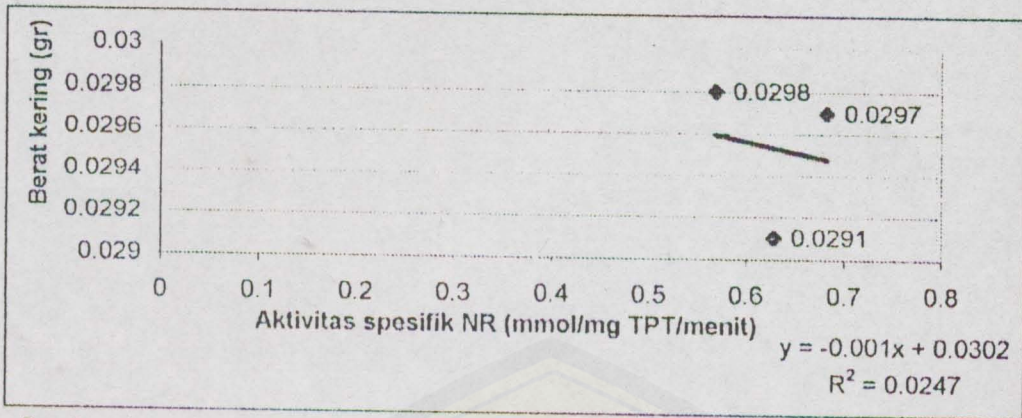 Berat kering (gr)
0.03
0.0298
0.0296
0.0294
0.0292
0.029
0.0298
0.0297
0.0291
0 0.1 0.2 0.3 0.4 0.5 0.6 0.7 0.8
Aktivitas spesifik NR (mmol/mg TPT/menit)
y = -0.001x + 0.0302
R² = 0.0247